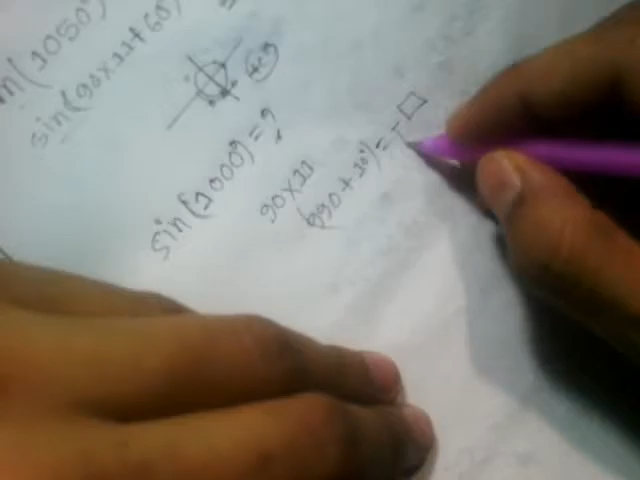 sin(1050°)
sin(90×11+60°)
sin(1000°) = ?
90×11
(990+10°) = - □